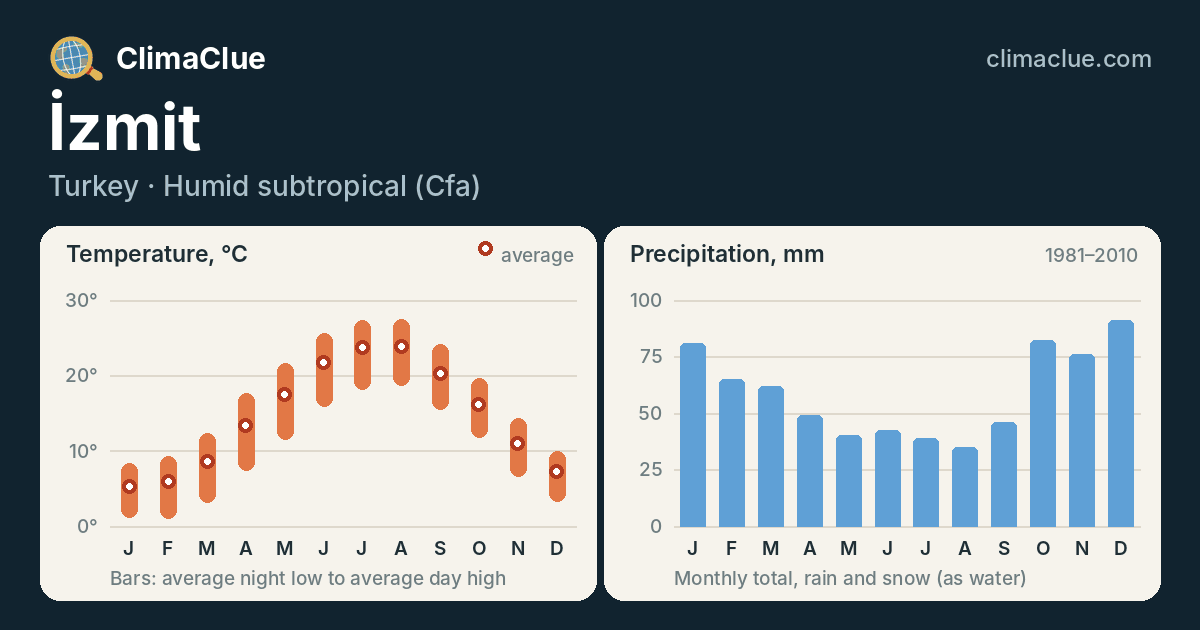 ClimaClue
climaclue.com
İzmit
Turkey · Humid subtropical (Cfa)
Temperature, °C
average
30°
20°
10°
0°
J F M A M J J A S O N D
Bars: average night low to average day high
Precipitation, mm
1981–2010
100
75
50
25
0
J F M A M J J A S O N D
Monthly total, rain and snow (as water)